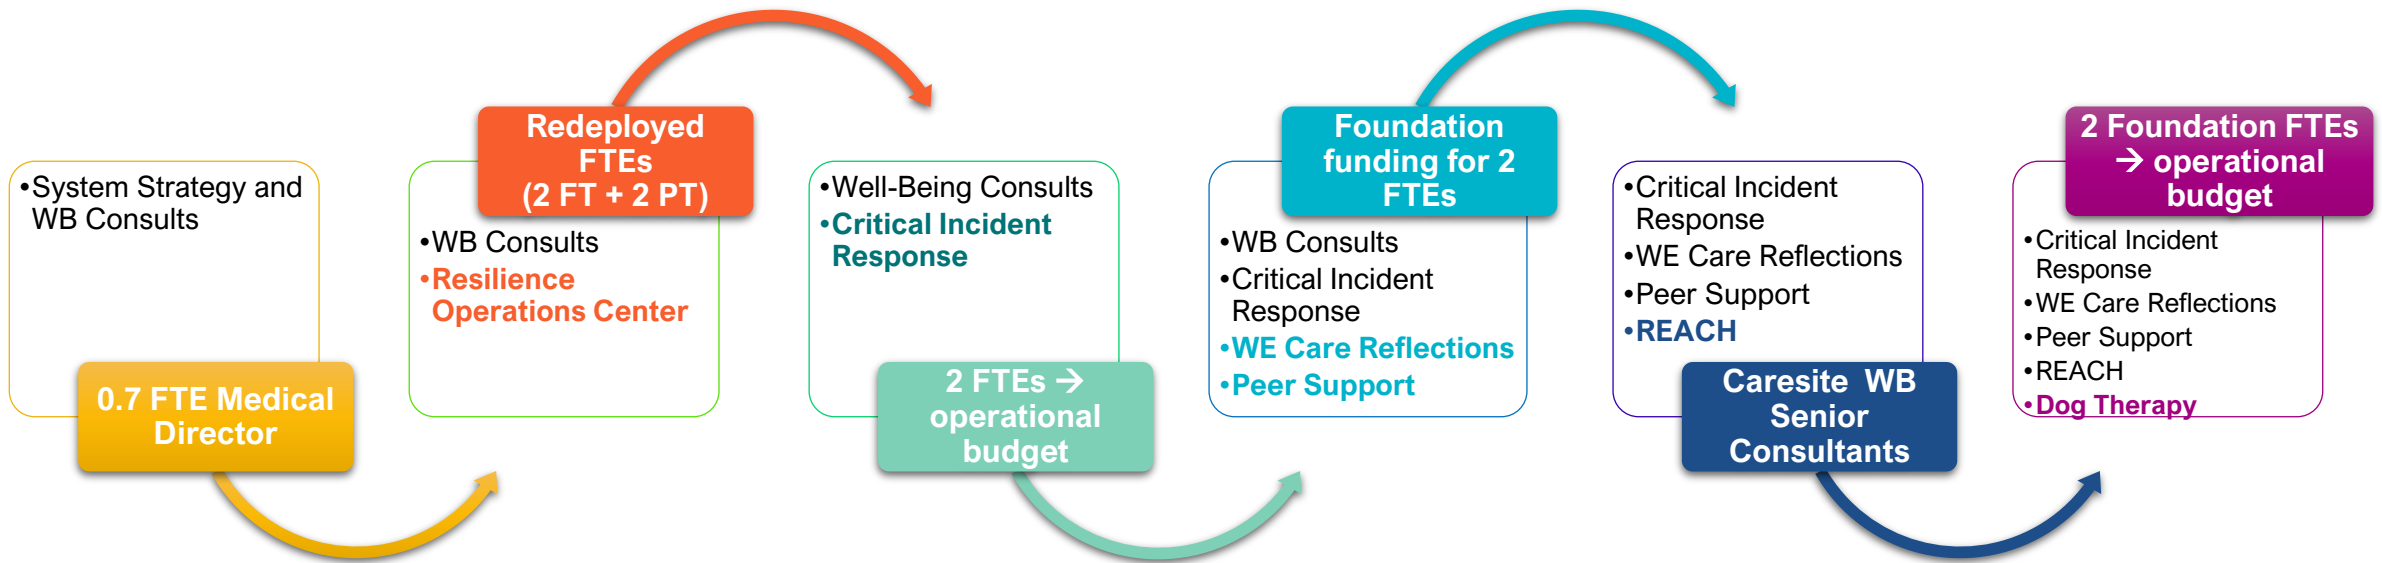 •System Strategy and
WB Consults
0.7 FTE Medical
Director
Redeployed
FTEs
(2 FT + 2 PT)
•WB Consults
•Resilience
Operations Center
•Well-Being Consults
•Critical Incident
Response
2 FTEs →
operational
budget
Foundation
funding for 2
FTEs
•WB Consults
•Critical Incident
Response
•WE Care Reflections
•Peer Support
•Critical Incident
Response
•WE Care Reflections
•Peer Support
•REACH
Caresite WB
Senior
Consultants
2 Foundation FTEs
→ operational
budget
•Critical Incident
Response
•WE Care Reflections
•Peer Support
•REACH
•Dog Therapy